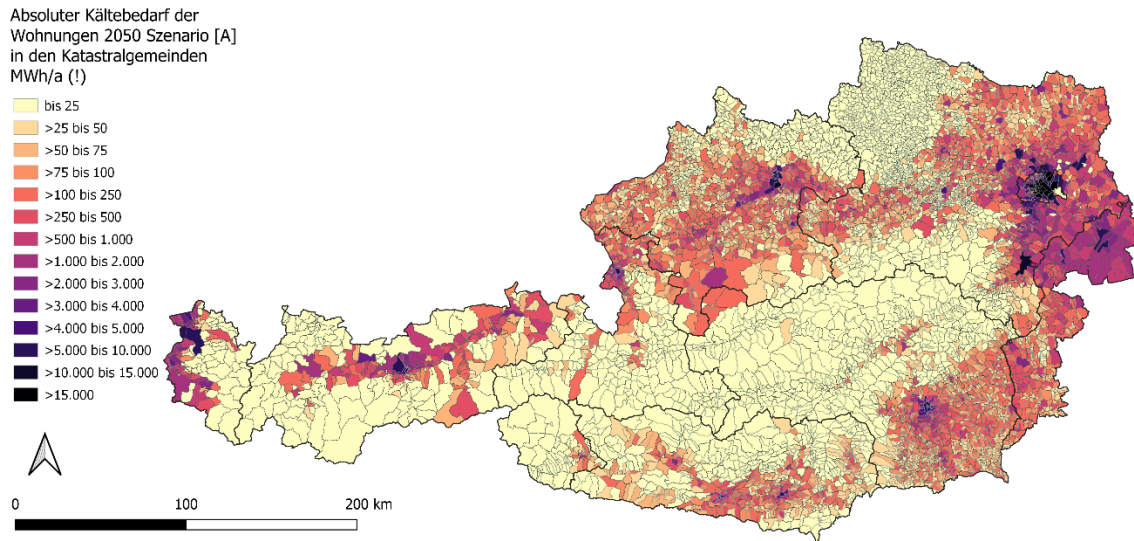 Absoluter Kältebedarf der
Wohnungen 2050 Szenario [A]
in den Katastralgemeinden
MWh/a (!)
bis 25
>25 bis 50
>50 bis 75
>75 bis 100
>100 bis 250
>250 bis 500
>500 bis 1.000
>1.000 bis 2.000
>2.000 bis 3.000
>3.000 bis 4.000
>4.000 bis 5.000
>5.000 bis 10.000
>10.000 bis 15.000
>15.000
0 100 200 km